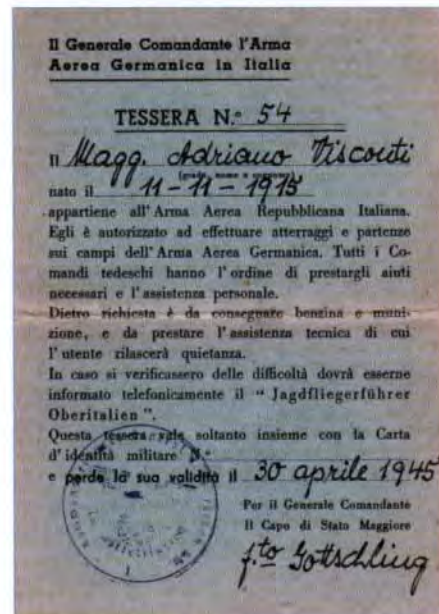 Il Generale Comandante l'Arma
Aerea Germanica in Italia
TESSERA N.° 54
Il Magg. Adriano Visconti
(grado, nome e cognome)
nato il 11-11-1915
appartiene all'Arma Aerea Repubblicana Italiana.
Egli è autorizzato ad effettuare atterraggi e partenze
sui campi dell'Arma Aerea Germanica. Tutti i Co-
mandi tedeschi hanno l'ordine di prestargli aiuti
necessari e l'assistenza personale.
Dietro richiesta è da consegnare benzina e muni-
zione, e da prestare l'assistenza tecnica di cui
l'utente rilascerà quietanza.
In caso si verificassero delle difficoltà dovrà esserne
informato telefonicamente il " Jagdfliegerführer
Oberitalien ".
Questa tessera vale soltanto insieme con la Carta
d'identità militare N.°
e perde la sua validità il 30 aprile 1945
Per il Generale Comandante
Il Capo di Stato Maggiore
f.to Gottschling